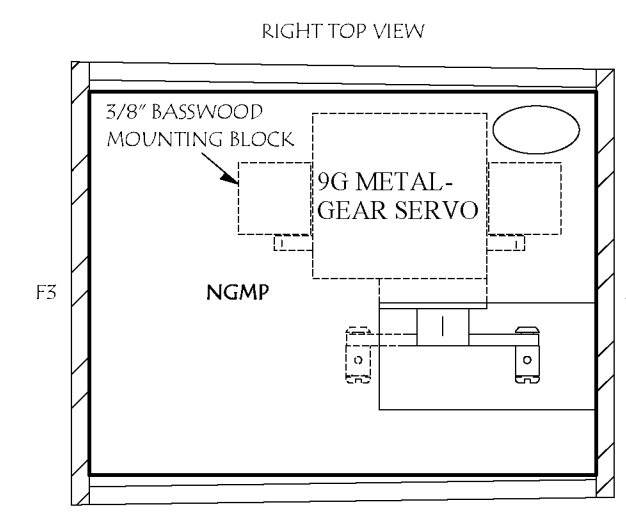 RIGHT TOP VIEW
3/8" BASSWOOD
MOUNTING BLOCK
9G METAL-
GEAR SERVO
F3
NGMP